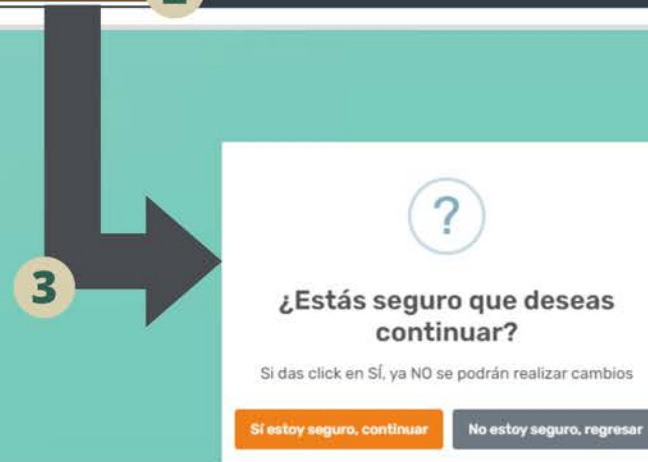 2
3
?
¿Estás seguro que deseas
continuar?
Si das click en SÍ, ya NO se podrán realizar cambios
Sí estoy seguro, continuar
No estoy seguro, regresar